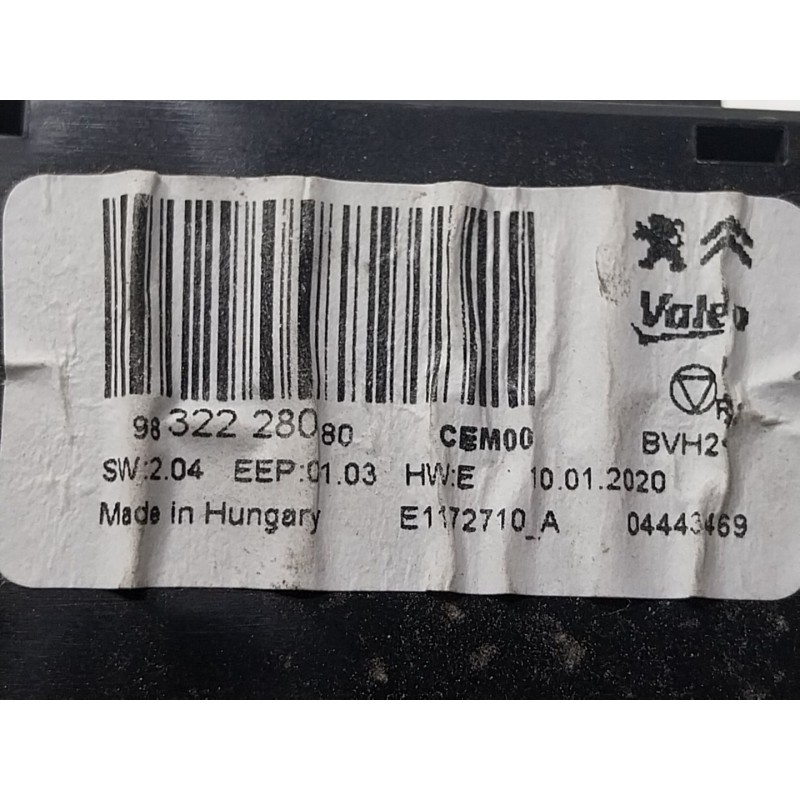 Valeo
98 322 280 80 CEM00 BVH2
SW:2.04 EEP:01.03 HW:E 10.01.2020
Made in Hungary E1172710_A 04443469